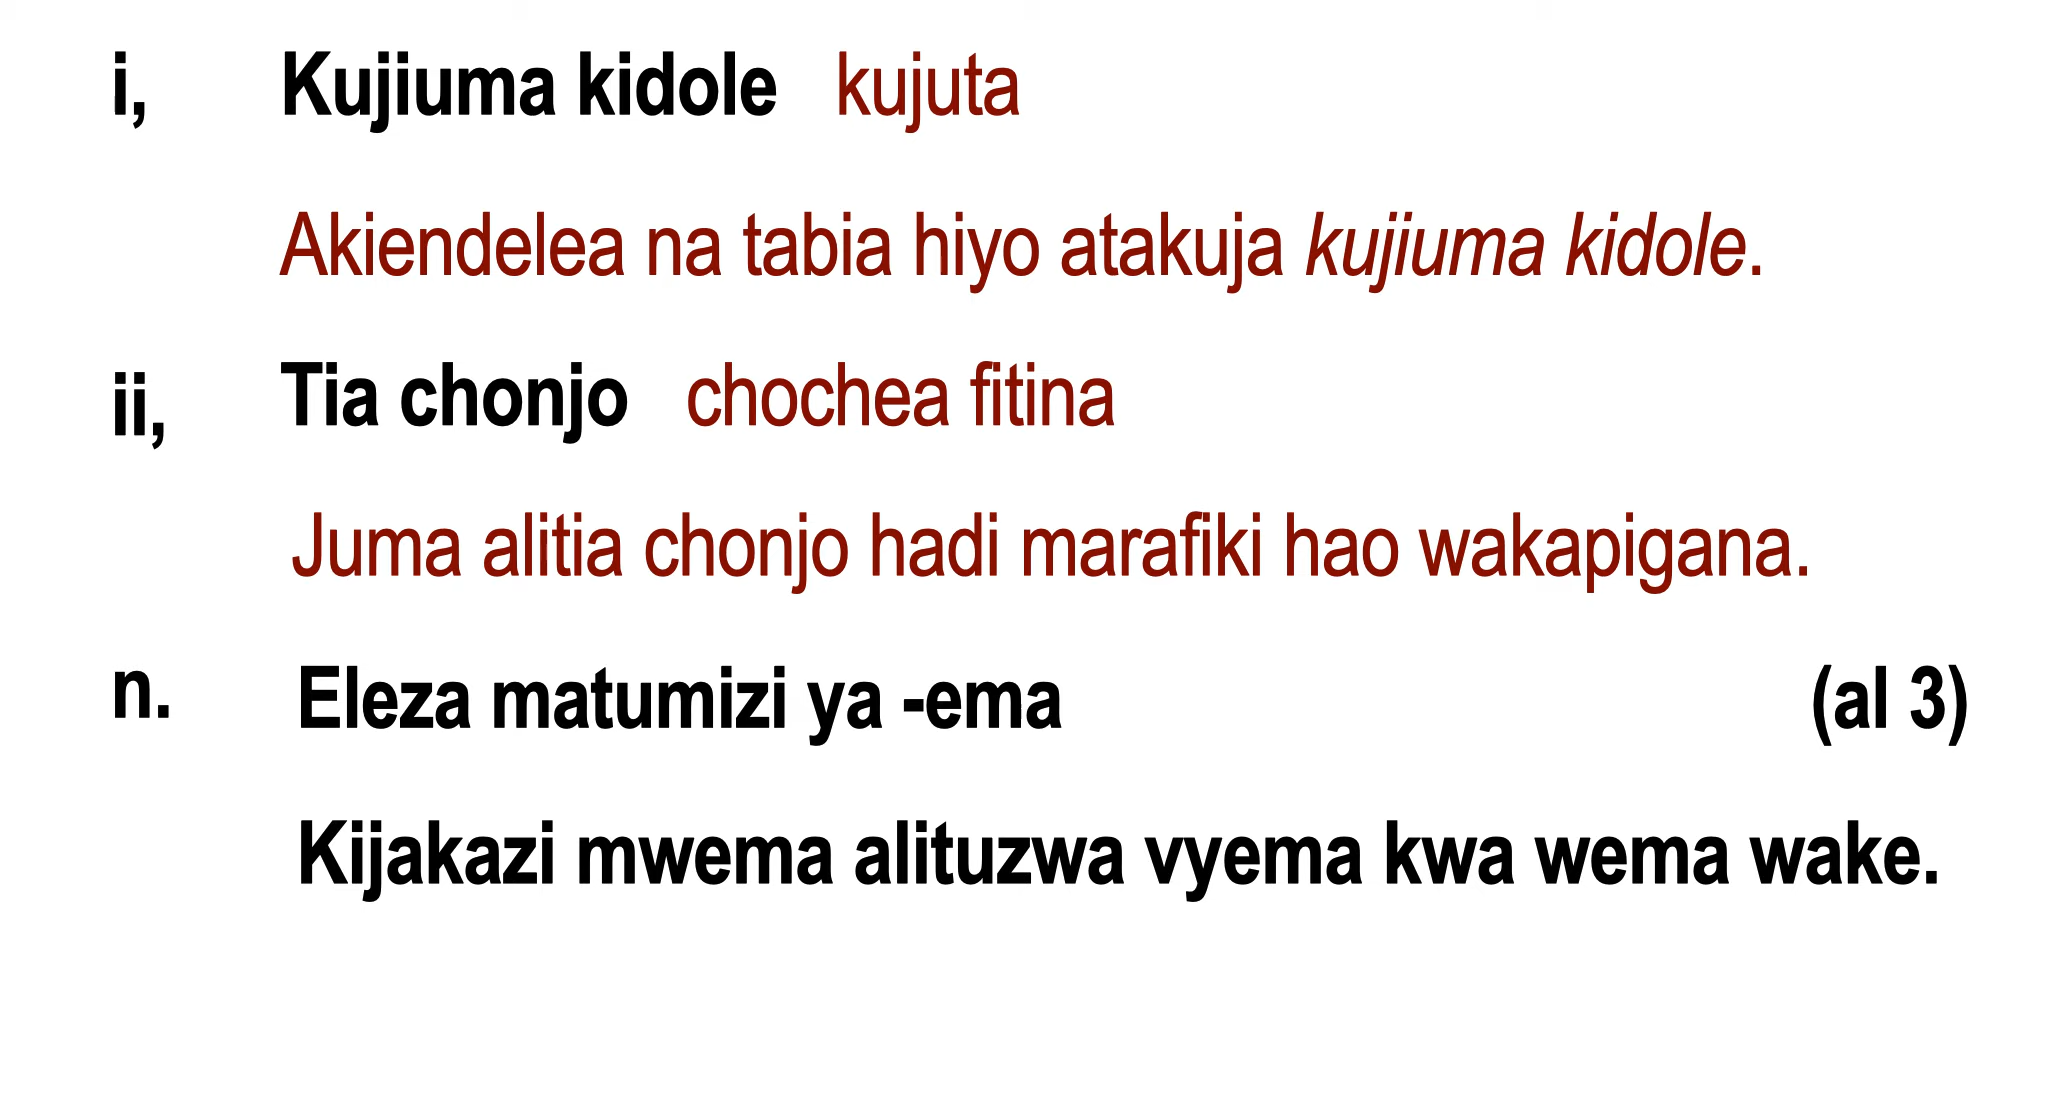 i, Kujiuma kidole kujuta
Akiendelea na tabia hiyo atakuja kujiuma kidole.
ii, Tia chonjo chochea fitina
Juma alitia chonjo hadi marafiki hao wakapigana.
n. Eleza matumizi ya -ema (al 3)
Kijakazi mwema alituzwa vyema kwa wema wake.